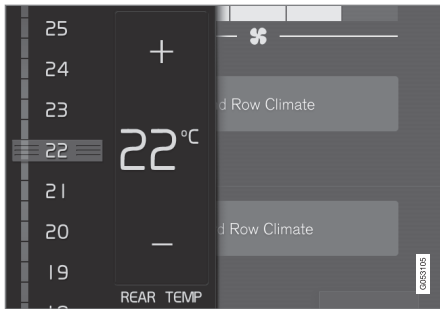 25
24
23
22
21
20
19
+
22°C
–
REAR TEMP
d Row Climate
d Row Climate
G053105